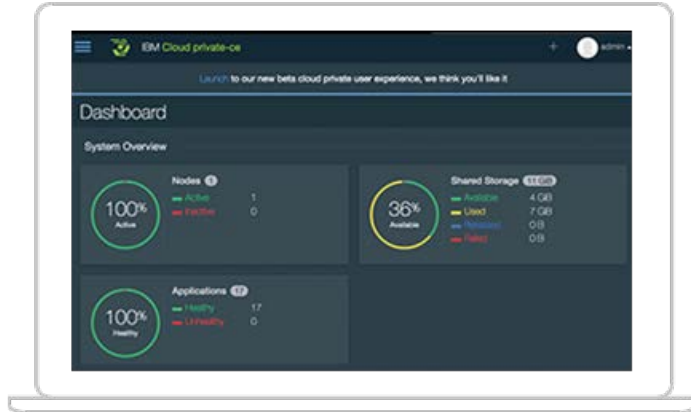 IBM Cloud private-ce
+
admin
Launch to our new beta cloud private user experience, we think you'll like it
Dashboard
System Overview
Nodes 1
100%
Active
Active 1
Inactive 0
Shared Storage 11 GB
36%
Available
Available 4 GB
Used 7 GB
Released 0 B
Failed 0 B
Applications 17
100%
Healthy
Healthy 17
Unhealthy 0